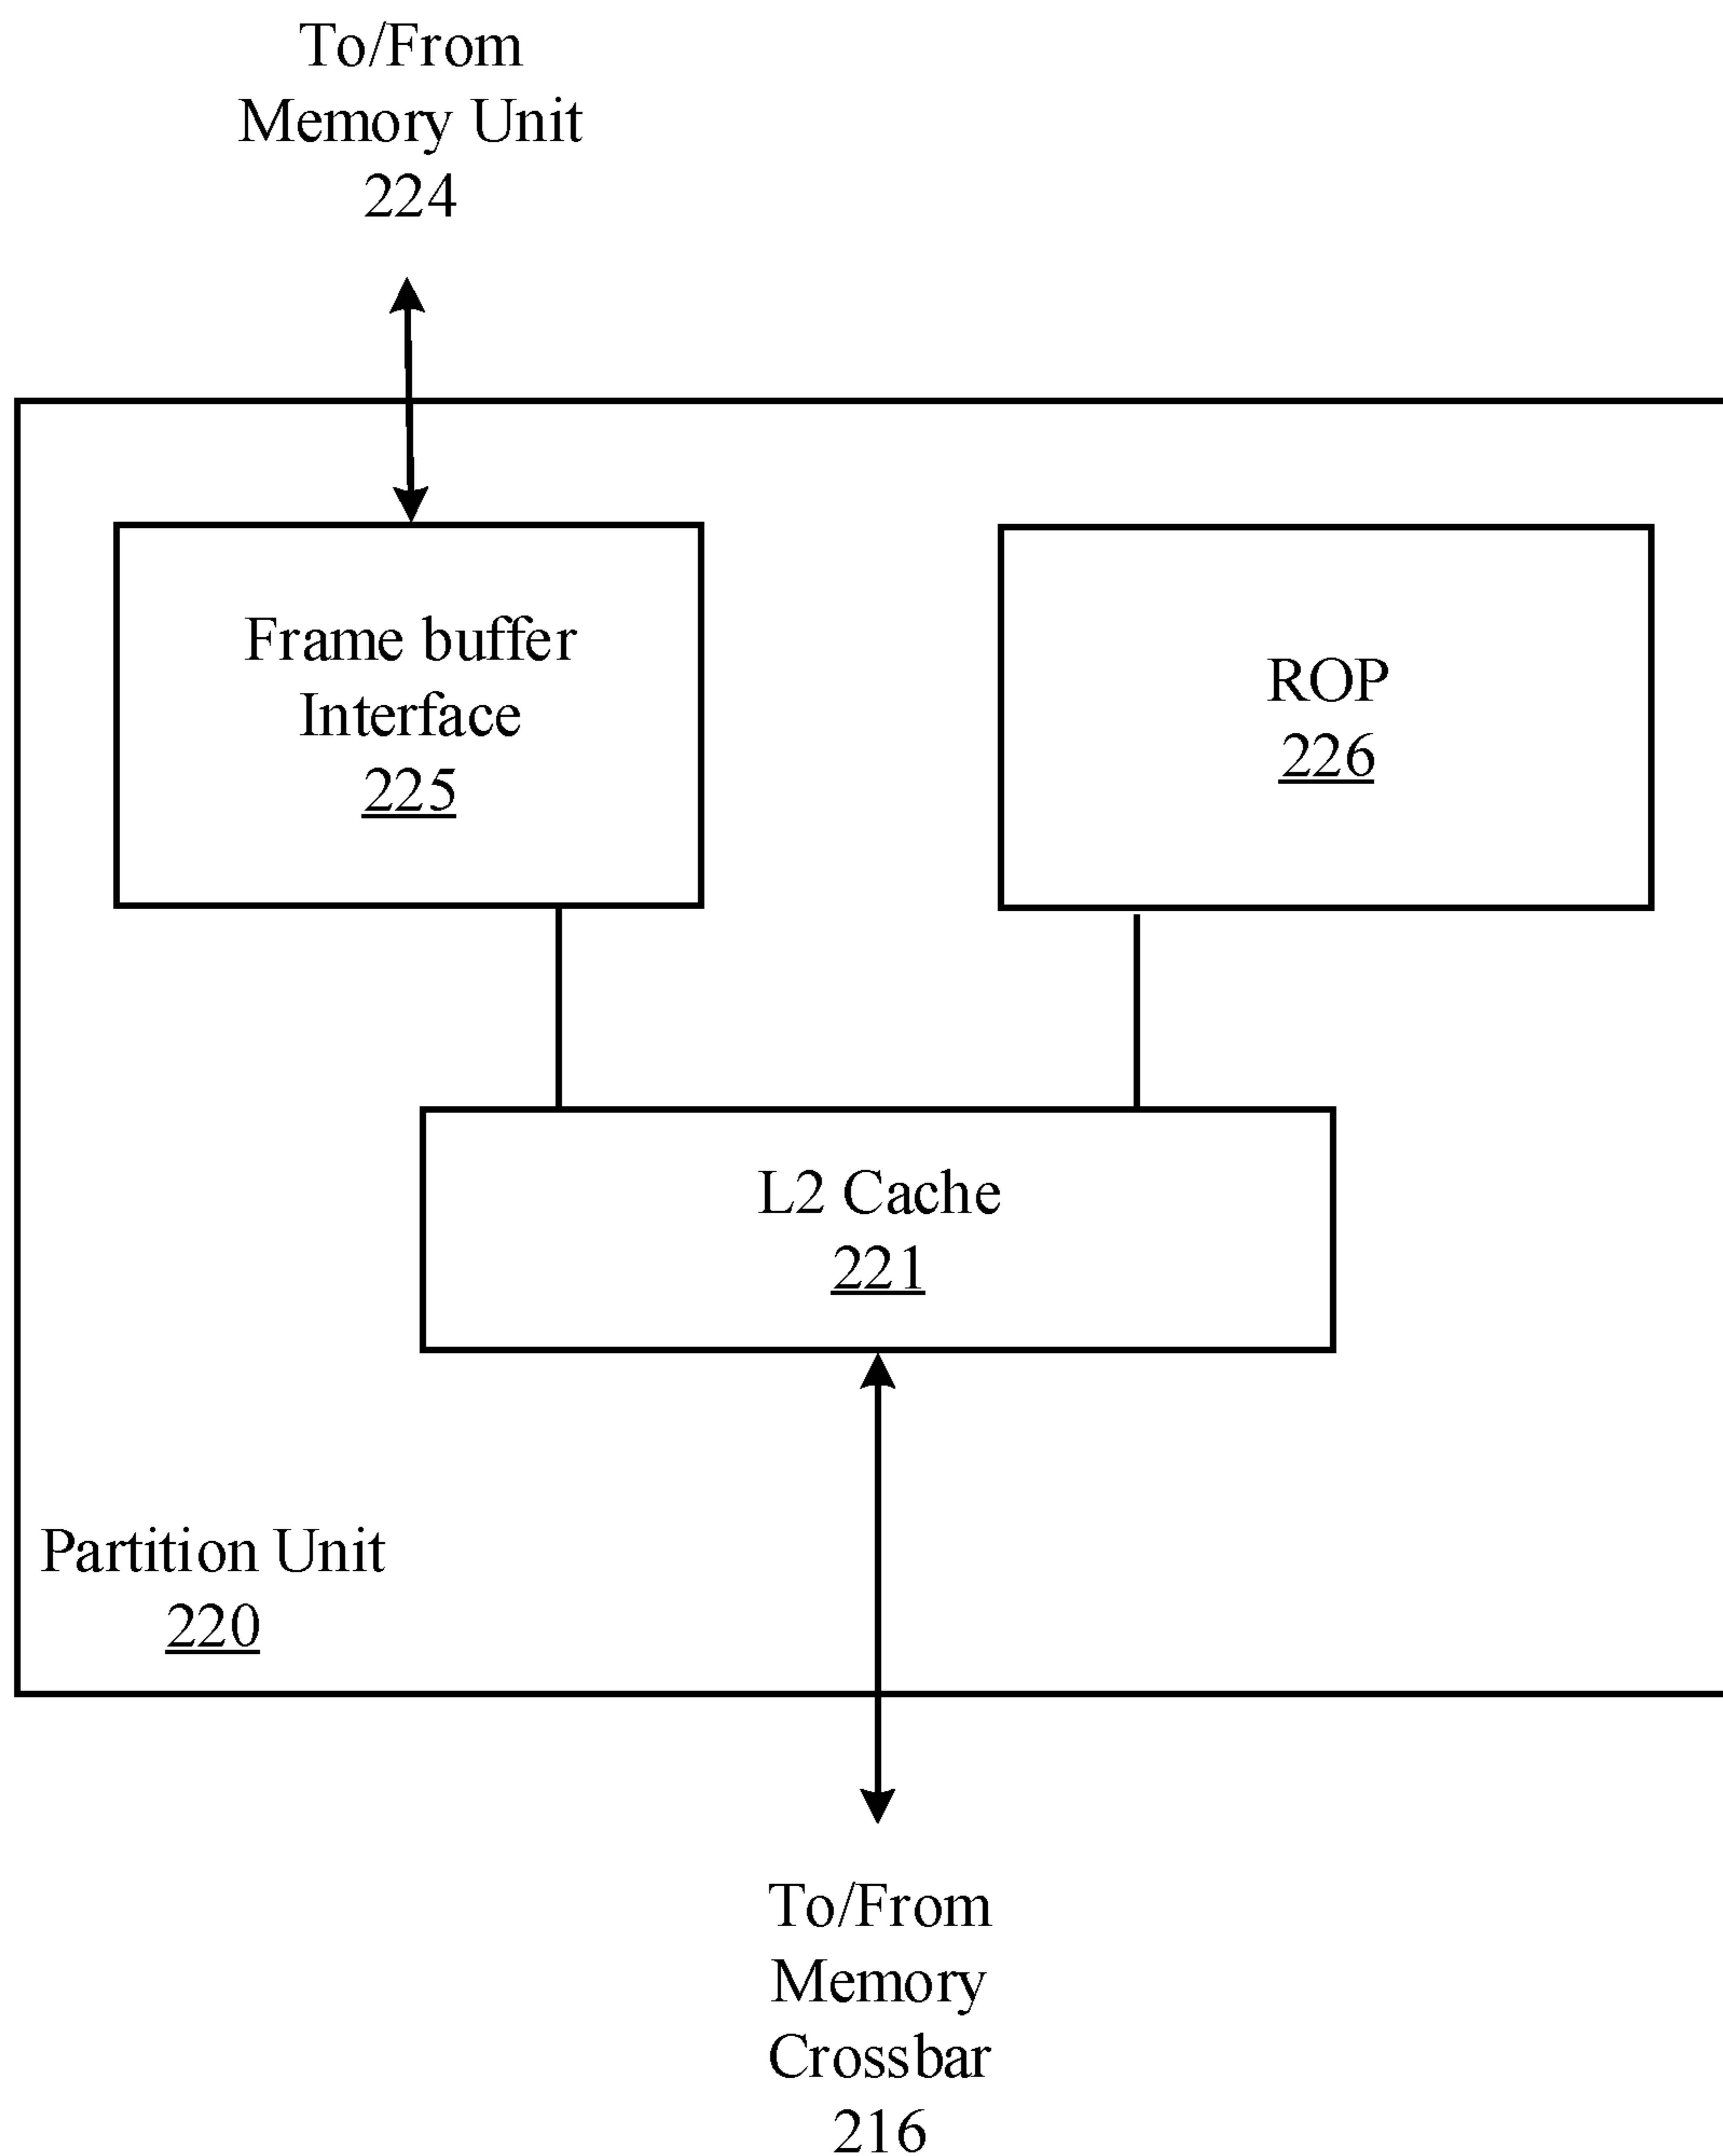 To/From
Memory Unit
224
Frame buffer
Interface
225
ROP
226
L2 Cache
221
Partition Unit
220
To/From
Memory
Crossbar
216